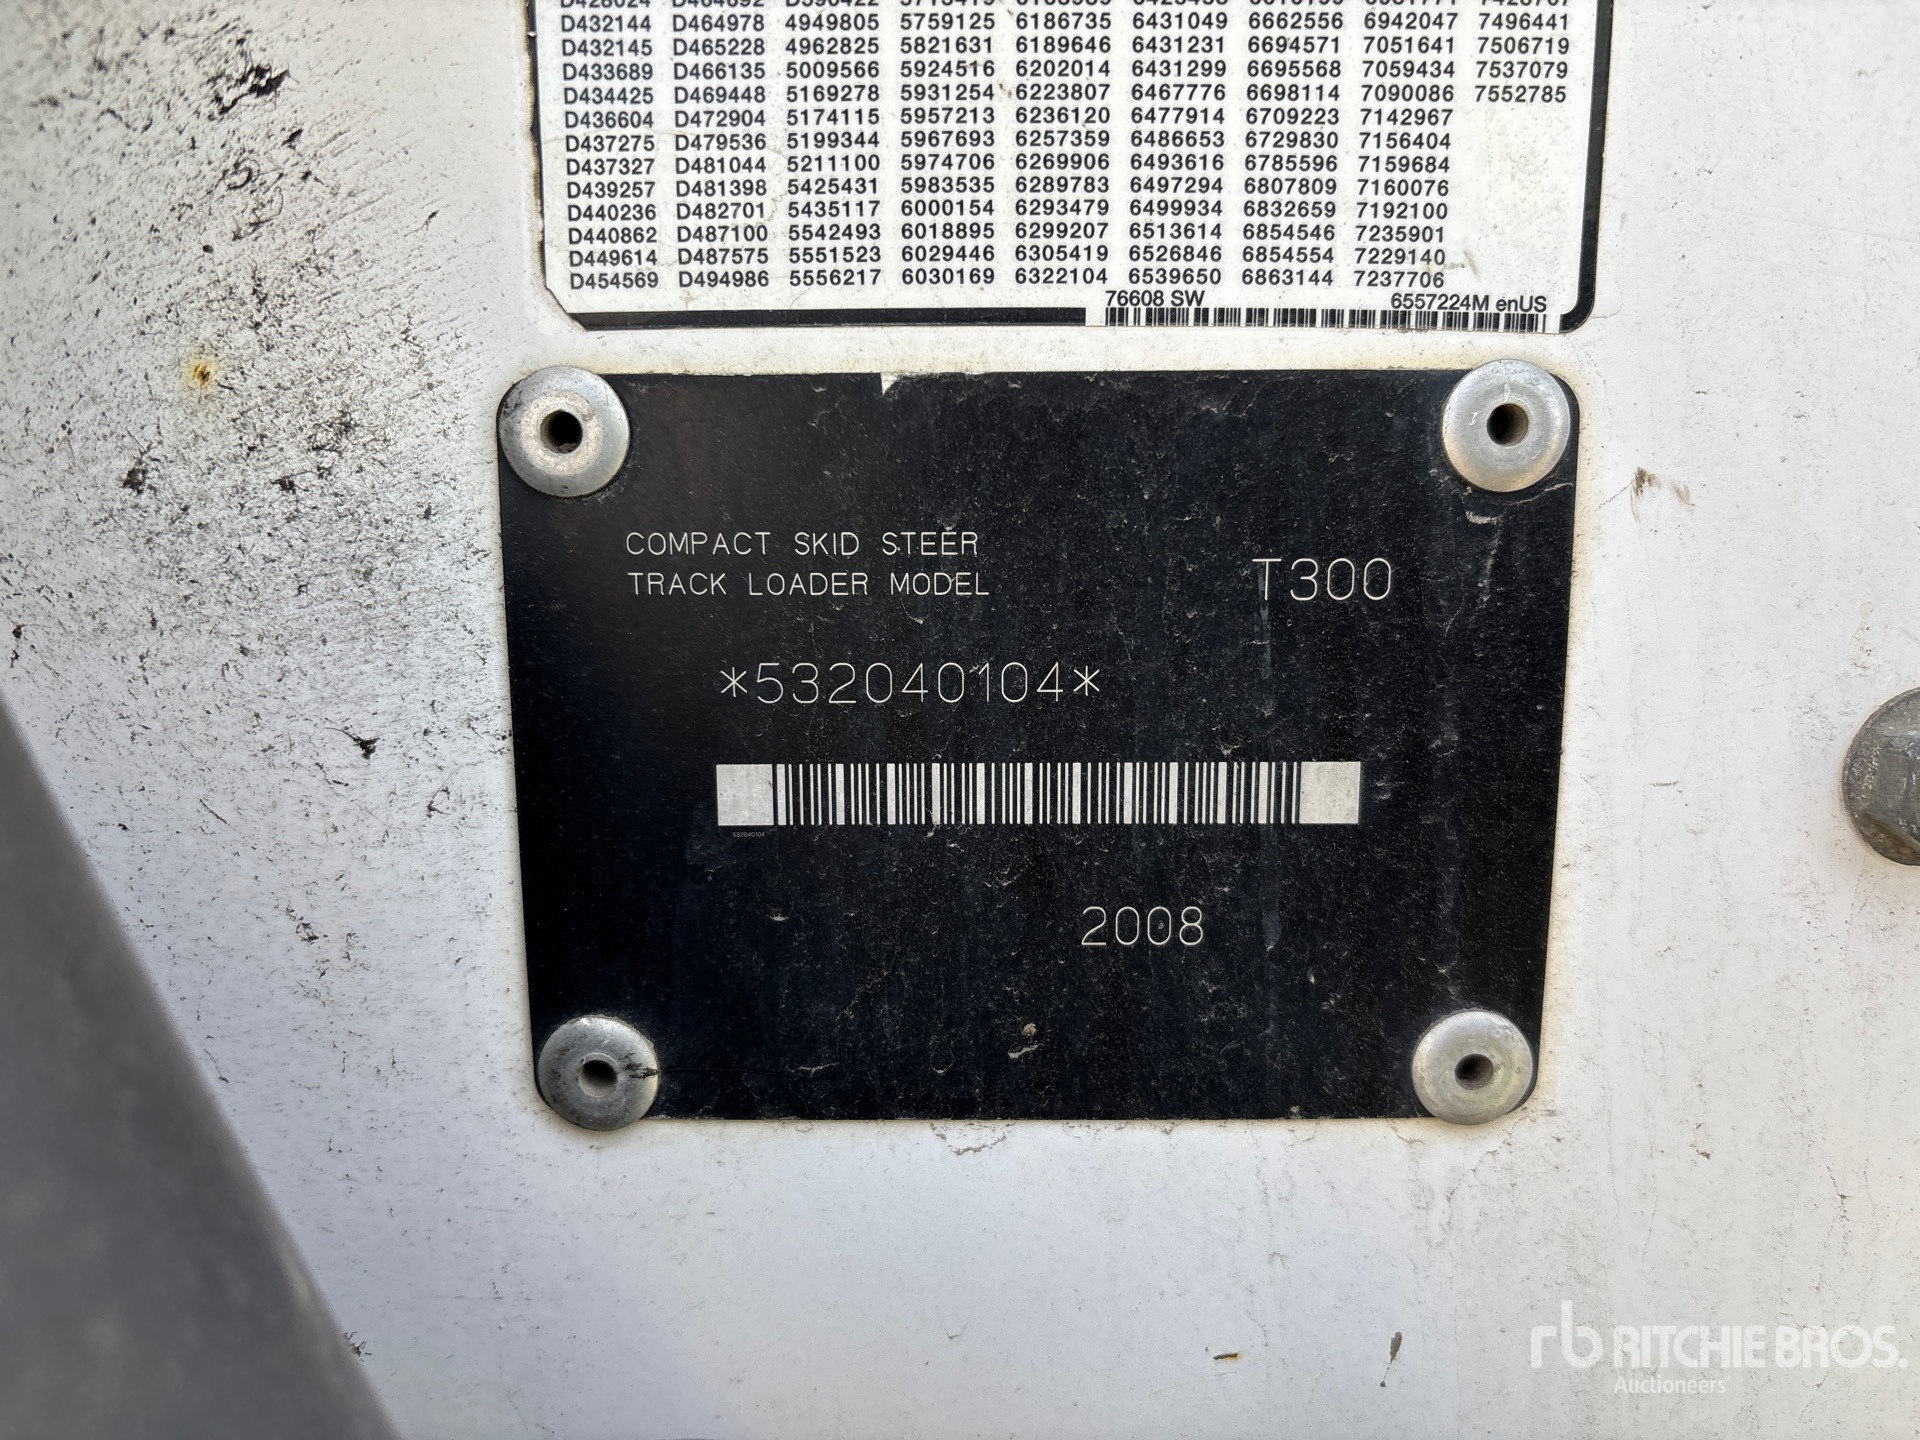 D432144 D464978 4949805 5759125 6186735 6431049 6662556 6942047 7496441
D432145 D465228 4962825 5821631 6189646 6431231 6694571 7051641 7506719
D433689 D466135 5009566 5924516 6202014 6431299 6695568 7059434 7537079
D434425 D469448 5169278 5931254 6223807 6467776 6698114 7090086 7552785
D436604 D472904 5174115 5957213 6236120 6477914 6709223 7142967
D437275 D479536 5199344 5967693 6257359 6486653 6729830 7156404
D437327 D481044 5211100 5974706 6269906 6493616 6785596 7159684
D439257 D481398 5425431 5983535 6289783 6497294 6807809 7160076
D440236 D482701 5435117 6000154 6293479 6499934 6832659 7192100
D440862 D487100 5542493 6018895 6299207 6513614 6854546 7235901
D449614 D487575 5551523 6029446 6305419 6526846 6854554 7229140
D454569 D494986 5556217 6030169 6322104 6539650 6863144 7237706
76608 SW 6557224M enUS
COMPACT SKID STEER
TRACK LOADER MODEL T300
*532040104*
532040104
2008
rb RITCHIE BROS.
Auctioneers